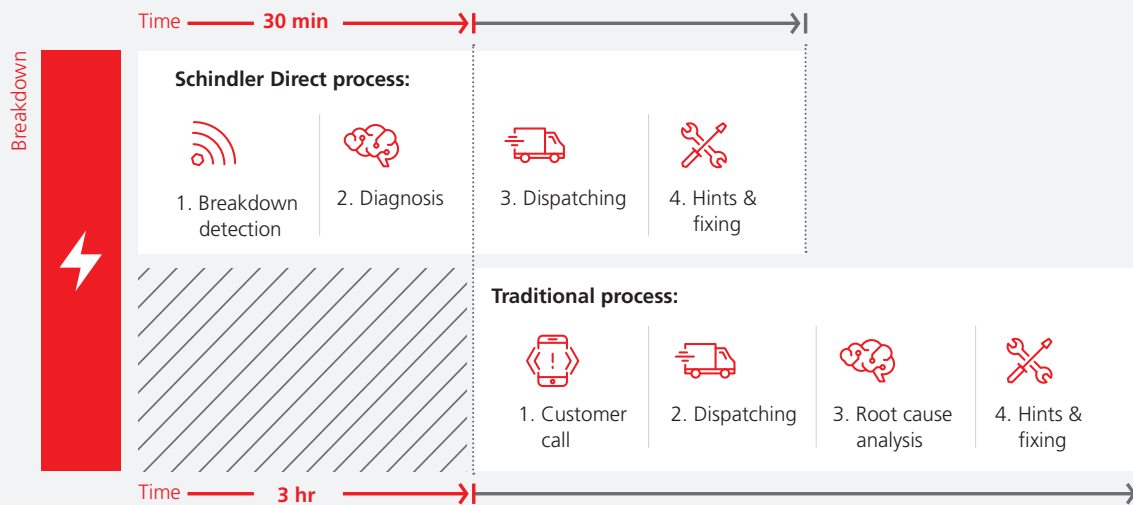 Time 30 min
Breakdown
Schindler Direct process:
1. Breakdown
detection
2. Diagnosis
3. Dispatching
4. Hints &
fixing
Traditional process:
!
1. Customer
call
2. Dispatching
3. Root cause
analysis
4. Hints &
fixing
Time 3 hr